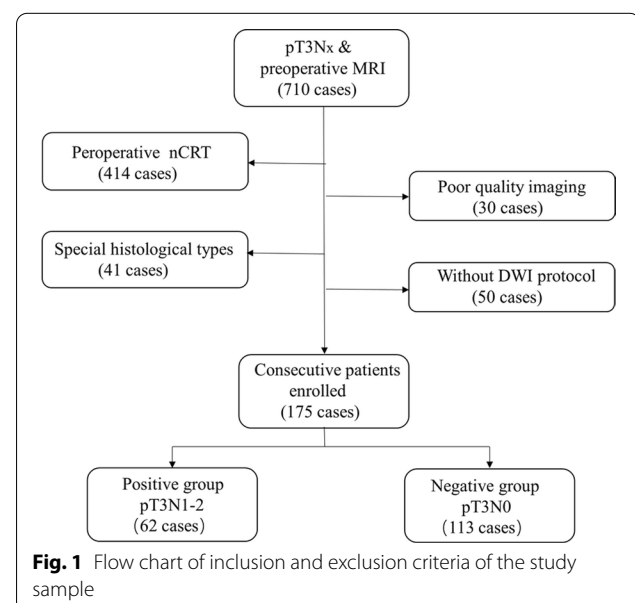 pT3Nx &
preoperative MRI
(710 cases)
Peroperative nCRT
(414 cases)
Poor quality imaging
(30 cases)
Special histological types
(41 cases)
Without DWI protocol
(50 cases)
Consecutive patients
enrolled
(175 cases)
Positive group
pT3N1-2
(62 cases)
Negative group
pT3N0
(113 cases)
Fig. 1 Flow chart of inclusion and exclusion criteria of the study
sample